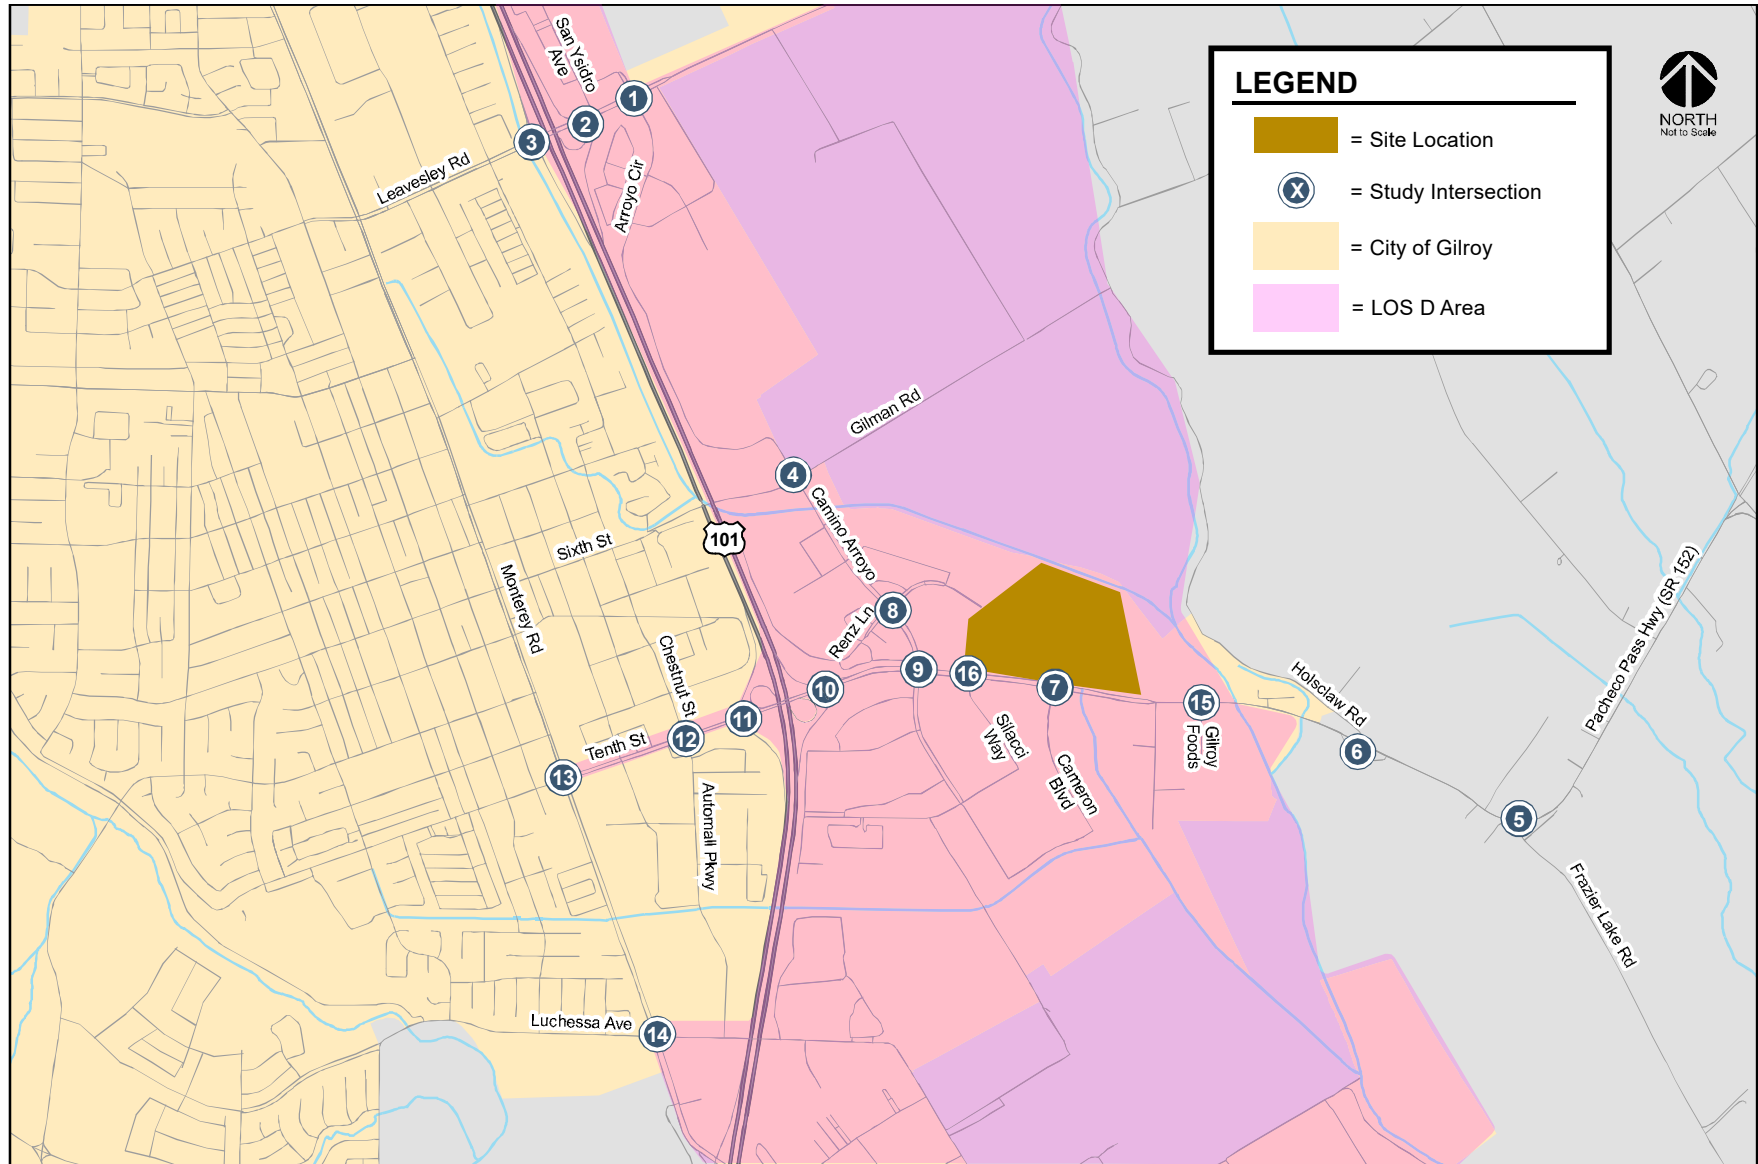 San Ysidro
Ave
1
2
3
Leavesley Rd
Arroyo Cir
LEGEND
= Site Location
X
= Study Intersection
= City of Gilroy
= LOS D Area
NORTH
Not to Scale
Gilman Rd
4
Camino Arroyo
101
Sixth St
Monterey Rd
Chestnut St
Renz Ln
8
9
16
7
10
11
12
13
Tenth St
Automall Pkwy
Silacci
Way
Cameron
Blvd
15
Gilroy
Foods
Holsclaw Rd
6
5
Pacheco Pass Hwy (SR 152)
Frazier Lake Rd
Luchessa Ave
14